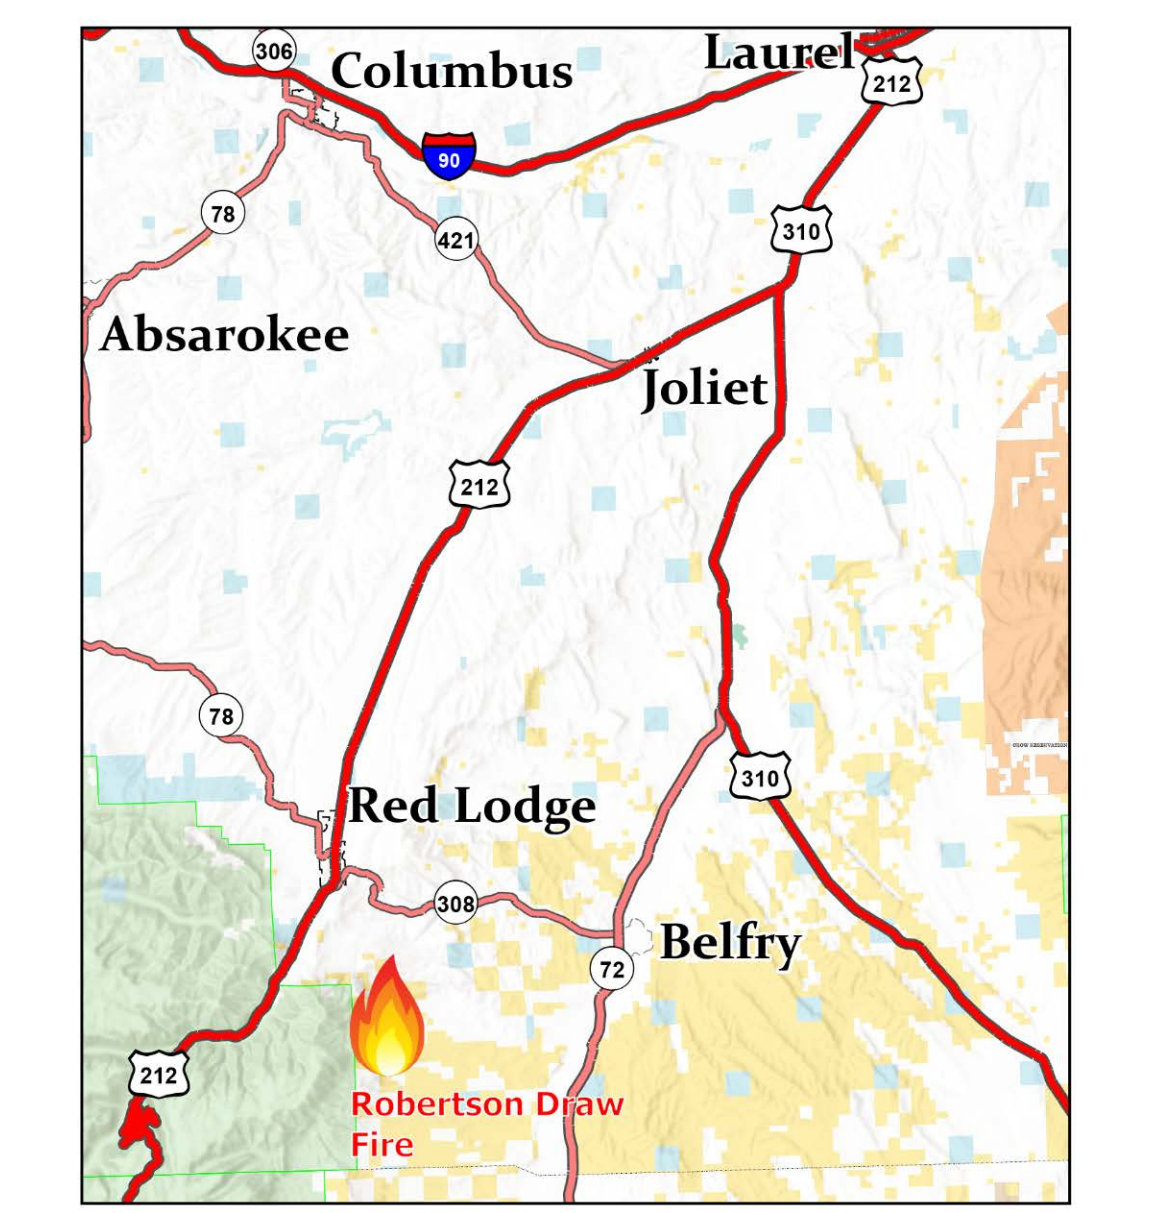 306
Columbus
Laurel
212
90
78
310
421
Absarokee
Joliet
212
78
310
Red Lodge
308
Belfry
72
212
Robertson Draw
Fire